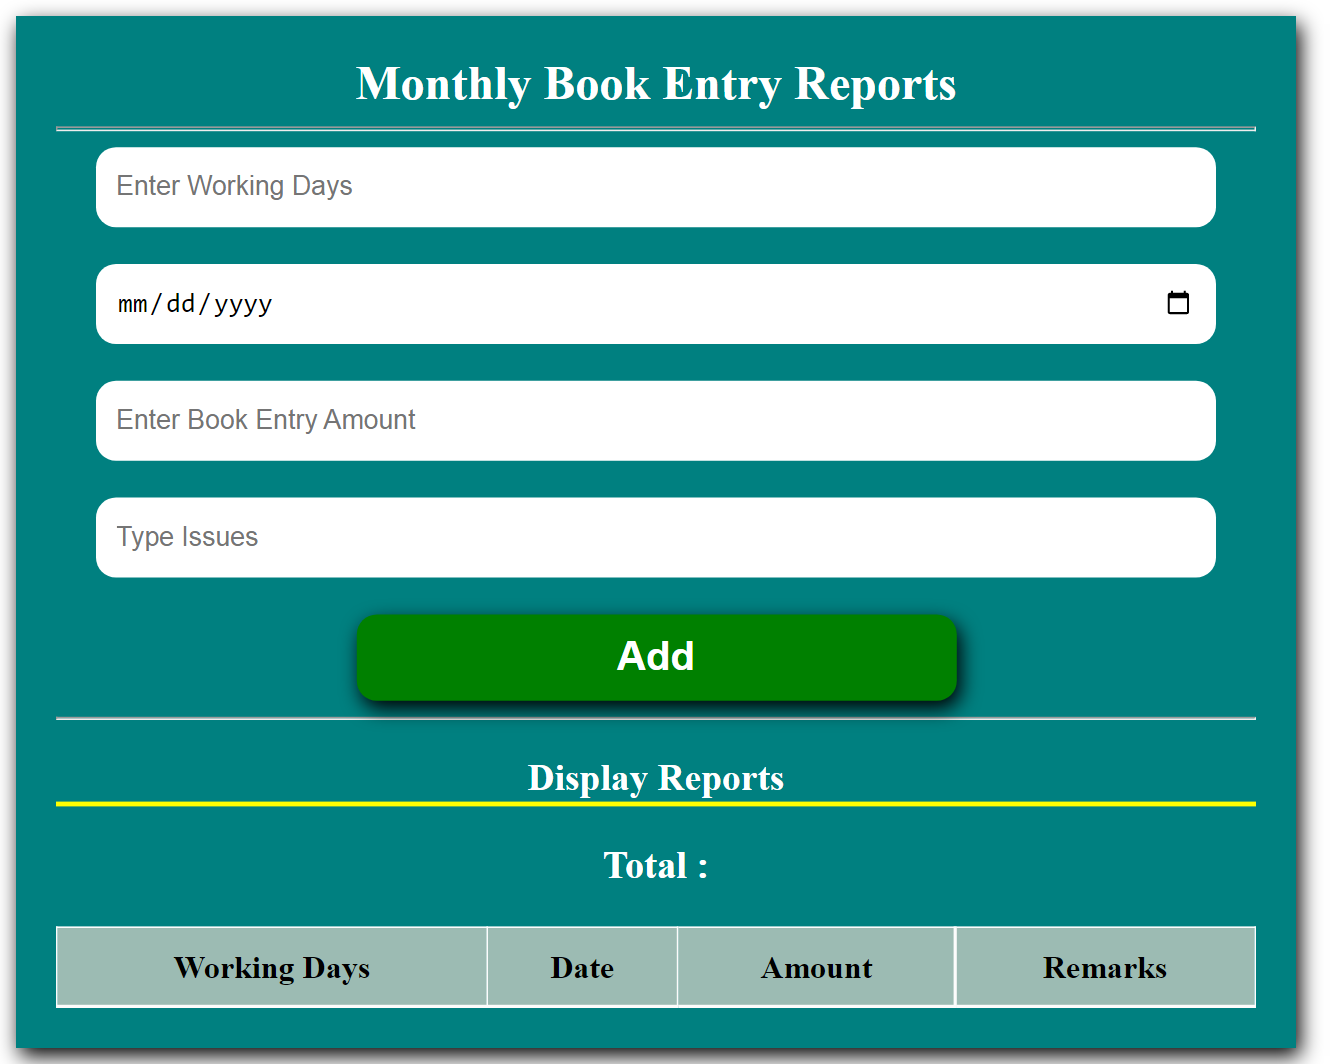 Monthly Book Entry Reports
Enter Working Days
mm/dd/yyyy
Enter Book Entry Amount
Type Issues
Add
Display Reports
Total :
Working Days Date Amount Remarks